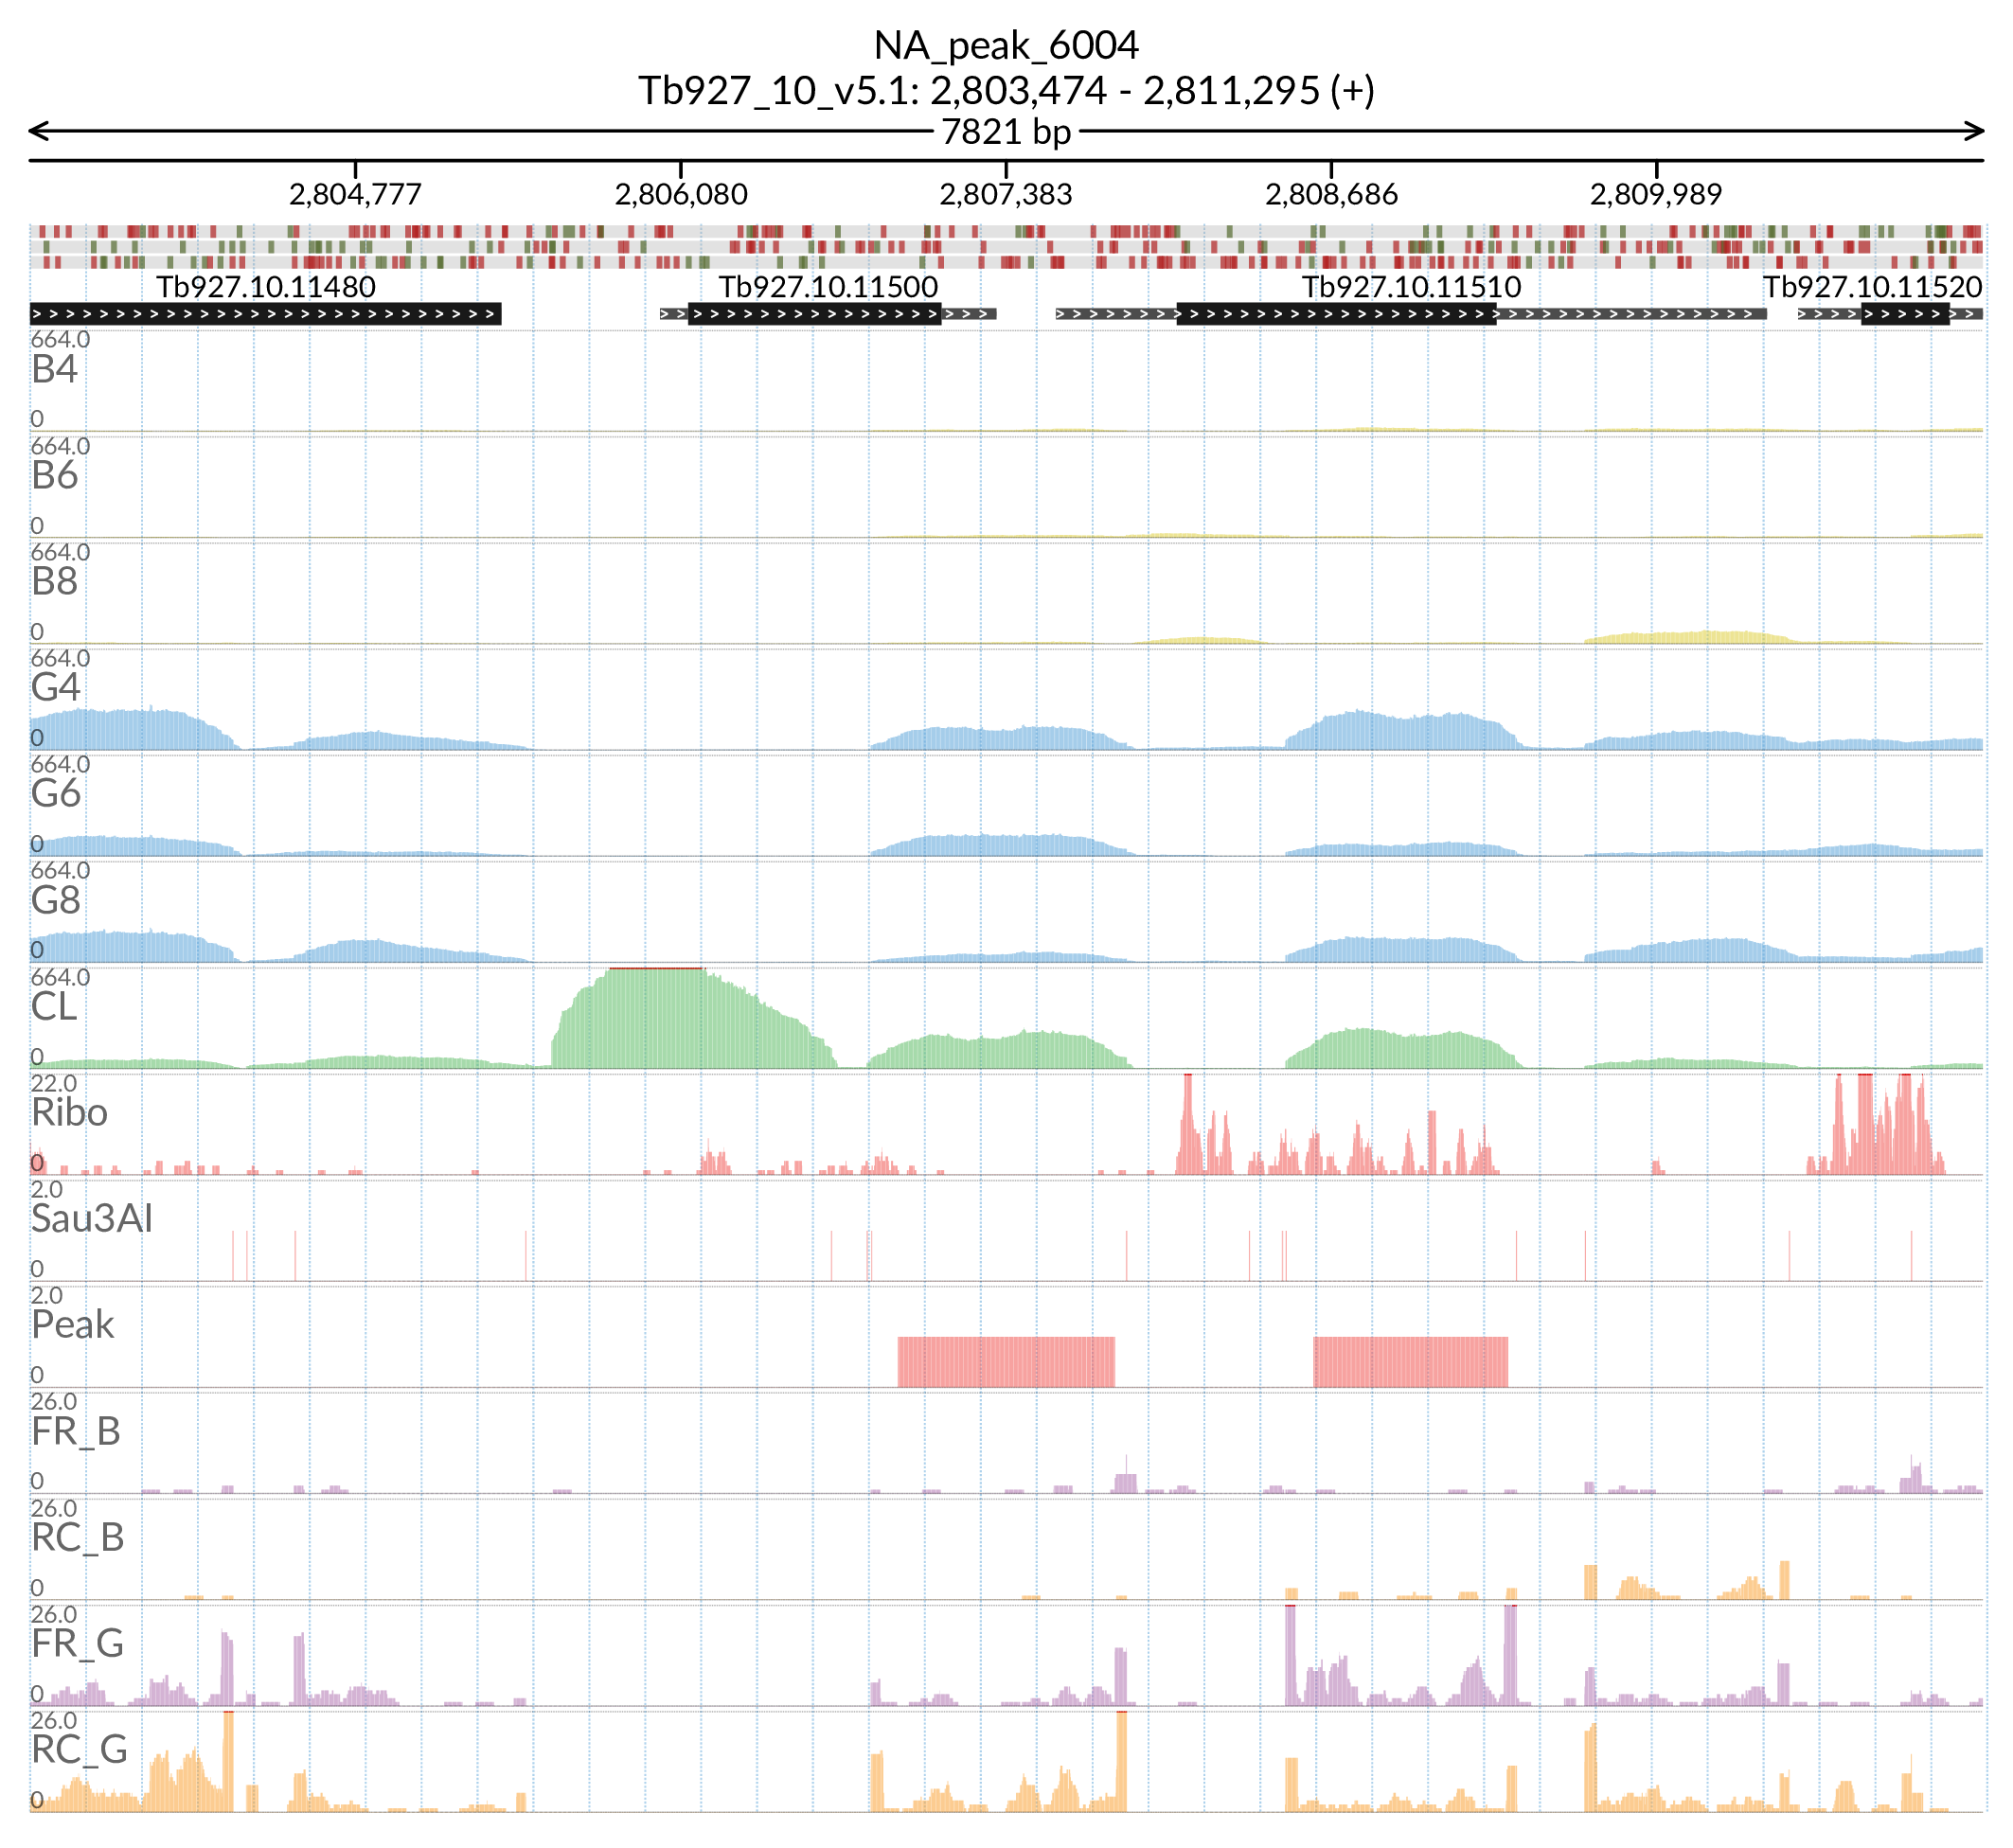 NA_peak_6004
Tb927_10_v5.1: 2,803,474 - 2,811,295 (+)
7821 bp
2,804,777 2,806,080 2,807,383 2,808,686 2,809,989
Tb927.10.11480 Tb927.10.11500 Tb927.10.11510 Tb927.10.11520
664.0
B4
0
664.0
B6
0
664.0
B8
0
664.0
G4
0
664.0
G6
0
664.0
G8
0
664.0
CL
0
22.0
Ribo
0
2.0
Sau3AI
0
2.0
Peak
0
26.0
FR_B
0
26.0
RC_B
0
26.0
FR_G
0
26.0
RC_G
0